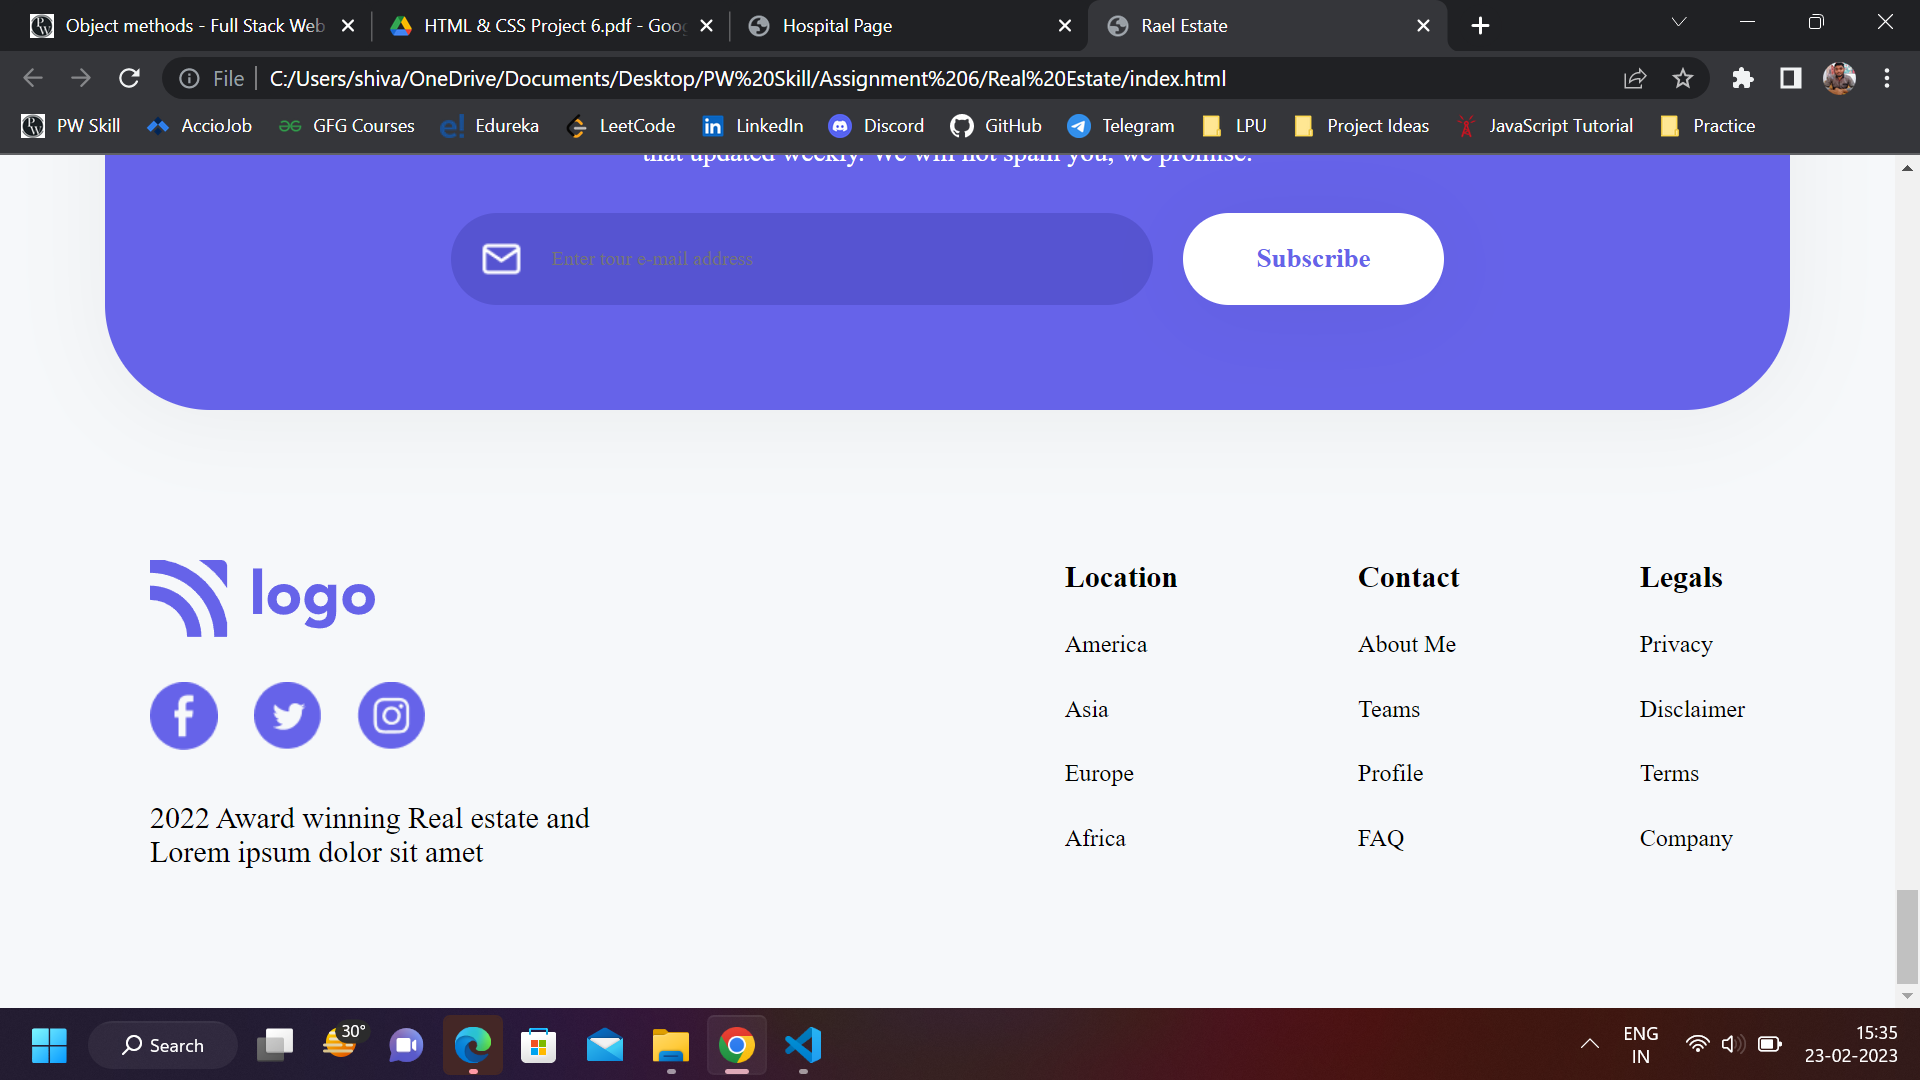 Object methods - Full Stack Web
HTML & CSS Project 6.pdf - Goog
Hospital Page
Rael Estate
File
C:/Users/shiva/OneDrive/Documents/Desktop/PW%20Skill/Assignment%206/Real%20Estate/index.html
PW Skill
AccioJob
GFG Courses
Edureka
LeetCode
LinkedIn
Discord
GitHub
Telegram
LPU
Project Ideas
JavaScript Tutorial
Practice
that updated weekly. We will not spam you, we promise.
Enter tour e-mail address
Subscribe
logo
2022 Award winning Real estate and
Lorem ipsum dolor sit amet
Location
America
Asia
Europe
Africa
Contact
About Me
Teams
Profile
FAQ
Legals
Privacy
Disclaimer
Terms
Company
Search
30°
ENG
IN
15:35
23-02-2023